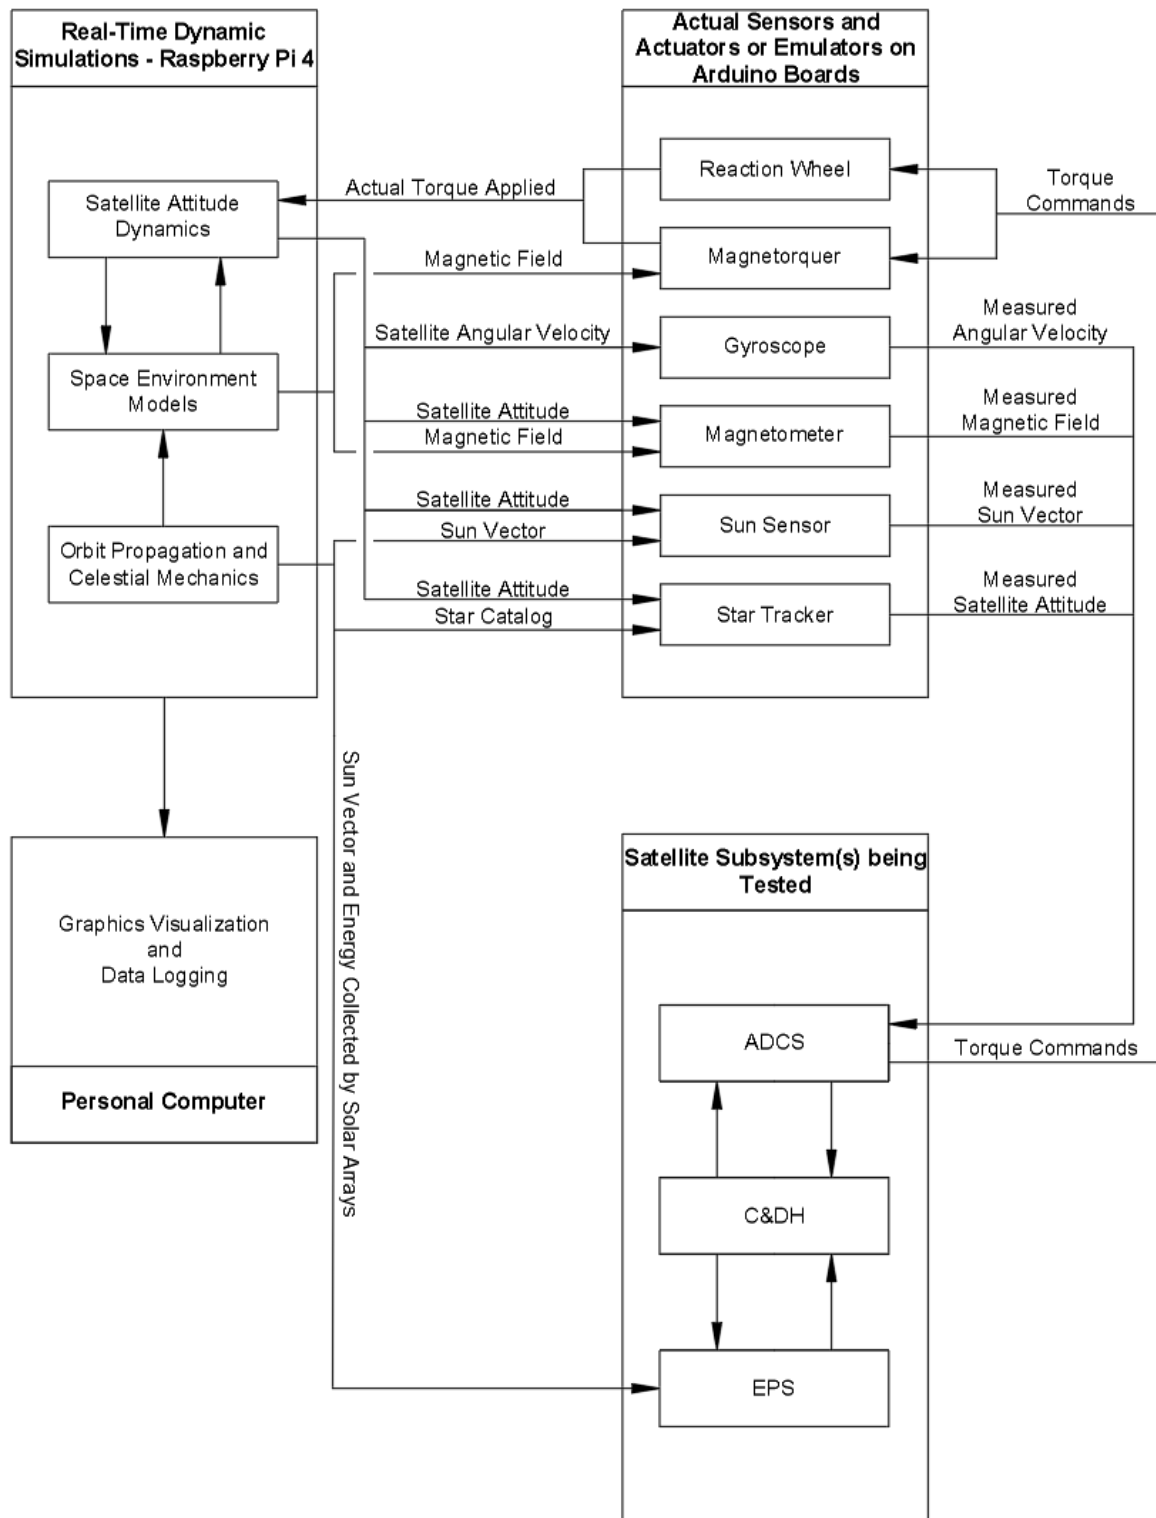 Real-Time Dynamic
Simulations - Raspberry Pi 4
Satellite Attitude
Dynamics
Space Environment
Models
Orbit Propagation and
Celestial Mechanics
Actual Torque Applied
Magnetic Field
Satellite Angular Velocity
Satellite Attitude
Magnetic Field
Satellite Attitude
Sun Vector
Satellite Attitude
Star Catalog
Actual Sensors and
Actuators or Emulators on
Arduino Boards
Reaction Wheel
Magnetorquer
Gyroscope
Magnetometer
Sun Sensor
Star Tracker
Torque
Commands
Measured
Angular Velocity
Measured
Magnetic Field
Measured
Sun Vector
Measured
Satellite Attitude
Graphics Visualization
and
Data Logging
Personal Computer
Sun Vector and Energy Collected by Solar Arrays
Satellite Subsystem(s) being
Tested
ADCS
Torque Commands
C&DH
EPS